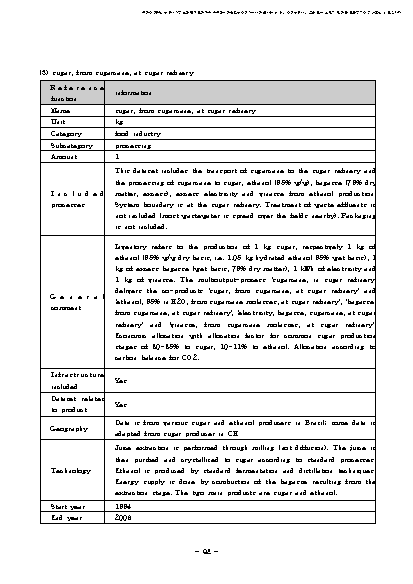 (5) sugar, from sugarcane, at sugar refinery
Reference
function
information
Name
sugar, from sugarcane, at sugar refinery
Unit
kg
Category
food industry
Subcategory
processing
Amount
1
Included
processes
This dataset includes the transport of sugarcane to the sugar refinery and
the processing of sugarcane to sugar, ethanol (95% w/w), bagasse (79% dry
matter, excess), excess electricity and vinasse from ethanol production.
System boundary is at the sugar refinery. Treatment of waste effluents is
not included (most wastewater is spread over the fields nearby). Packaging
is not included.
General
comment
Inventory refers to the production of 1 kg sugar, respectively 1 kg of
ethanol (95% w/w dry basis, i.e. 1.05 kg hydrated ethanol 95% wet basis), 1
kg of excess bagasse (wet basis, 79% dry matter), 1 kWh of electricity and
1 kg of vinasse. The multioutput-process 'sugarcane, in sugar refinery'
delivers the co-products 'sugar, from sugarcane, at sugar refinery' and
'ethanol, 95% in H2O, from sugarcane molasses, at sugar refinery', 'bagasse,
from sugarcane, at sugar refinery', 'electricity, bagasse, sugarcane, at sugar
refinery' and 'vinasse, from sugarcane molasses, at sugar refinery'.
Economic allocation with allocation factor for common sugar production
stages of
to sugar,
to ethanol. Allocation according to
carbon balance for CO2.
Infrastructure
included
Yes
Dataset relates
to product
Yes
Geography
Data is from various sugar and ethanol producers in Brazil; some data is
adapted from sugar producer in CH
Technology
Juice extraction is performed through milling (not diffusion). The juice is
then purified and crystallized to sugar according to standard processes.
Ethanol is produced by standard fermentation and distillation techniques.
Energy supply is done by combustion of the bagasse resulting from the
extraction stage. The two main products are sugar and ethanol.
Start year
1994
End year
2006